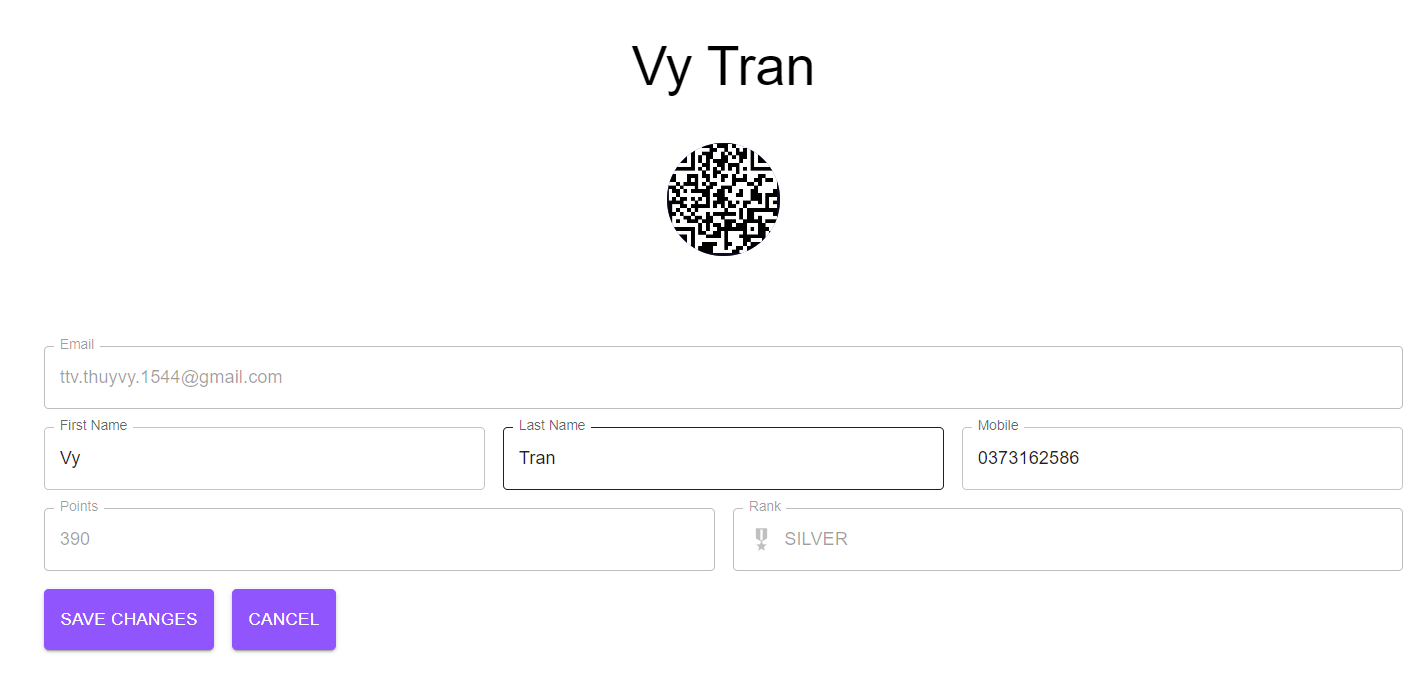 Vy Tran
Email
ttv.thuyvy.1544@gmail.com
First Name
Last Name
Mobile
Vy
Tran
0373162586
Points
Rank
390
SILVER
SAVE CHANGES
CANCEL